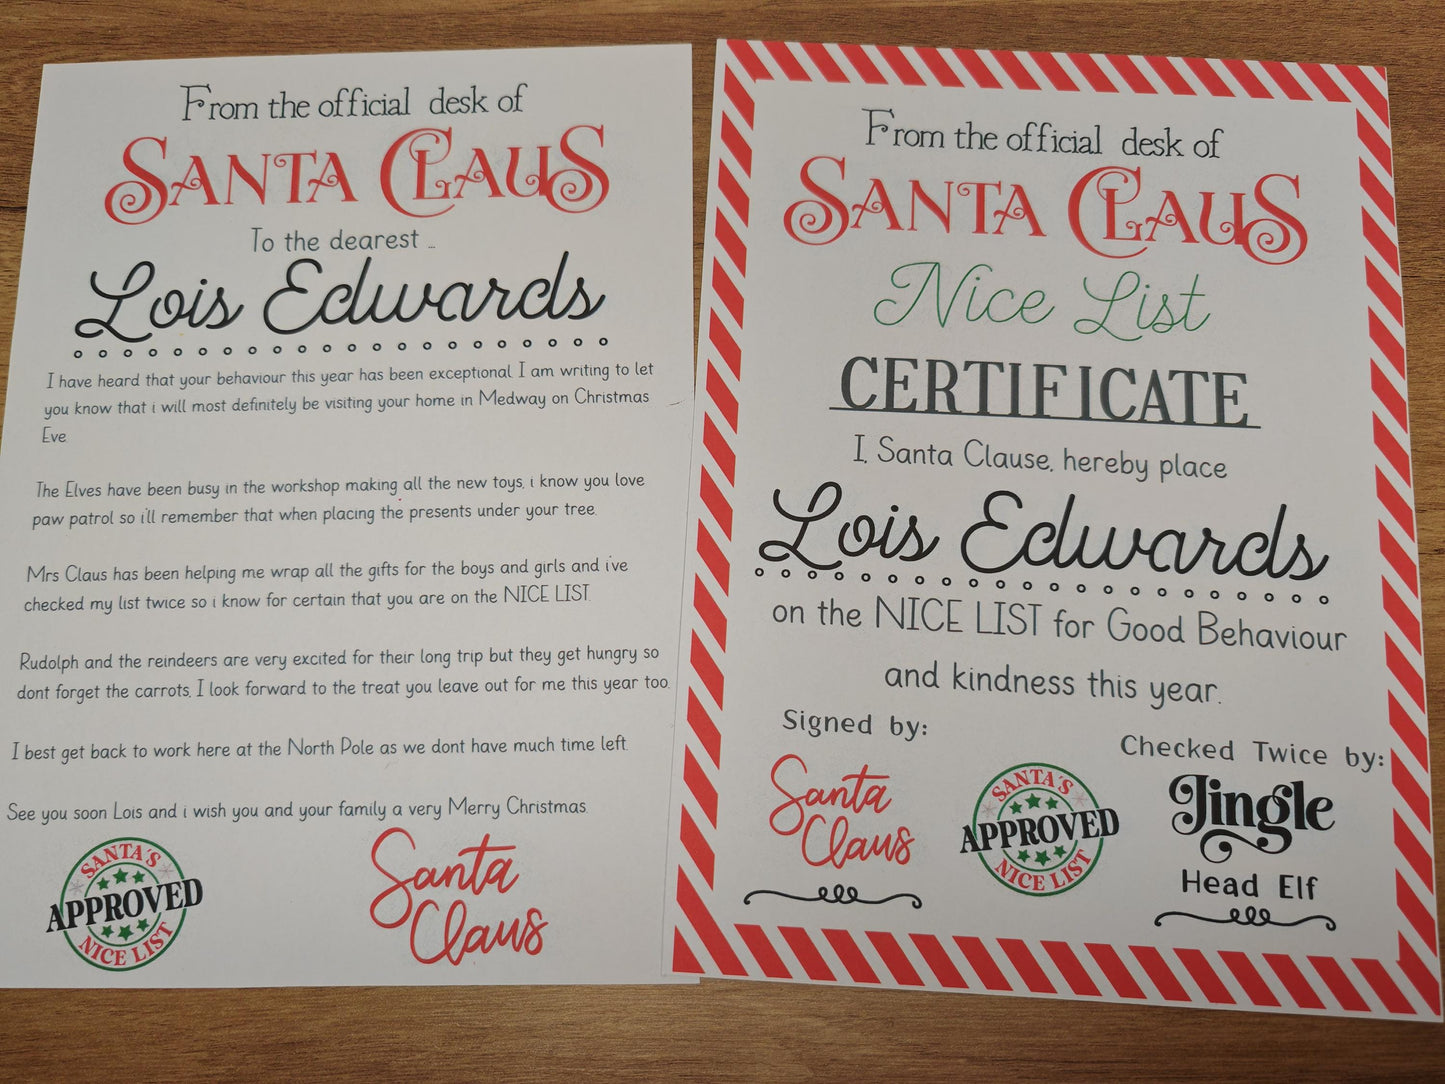 From the official desk of
SANTA CLAUS
To the dearest ...
Lois Edwards
I have heard that your behaviour this year has been exceptional. I am writing to let
you know that i will most definitely be visiting your home in Medway on Christmas
Eve.
The Elves have been busy in the workshop making all the new toys, i know you love
paw patrol so i'll remember that when placing the presents under your tree.
Mrs Claus has been helping me wrap all the gifts for the boys and girls and i've
checked my list twice so i know for certain that you are on the NICE LIST.
Rudolph and the reindeers are very excited for their long trip but they get hungry so
dont forget the carrots, I look forward to the treat you leave out for me this year too.
I best get back to work here at the North Pole as we dont have much time left.
See you soon Lois and i wish you and your family a very Merry Christmas.
SANTA'S
APPROVED
NICE LIST
Santa
Claus
From the official desk of
SANTA CLAUS
Nice List
CERTIFICATE
I, Santa Clause, hereby place
Lois Edwards
on the NICE LIST for Good Behaviour
and kindness this year.
Signed by:
Santa
Claus
SANTA'S
APPROVED
NICE LIST
Checked Twice by:
Jingle
Head Elf